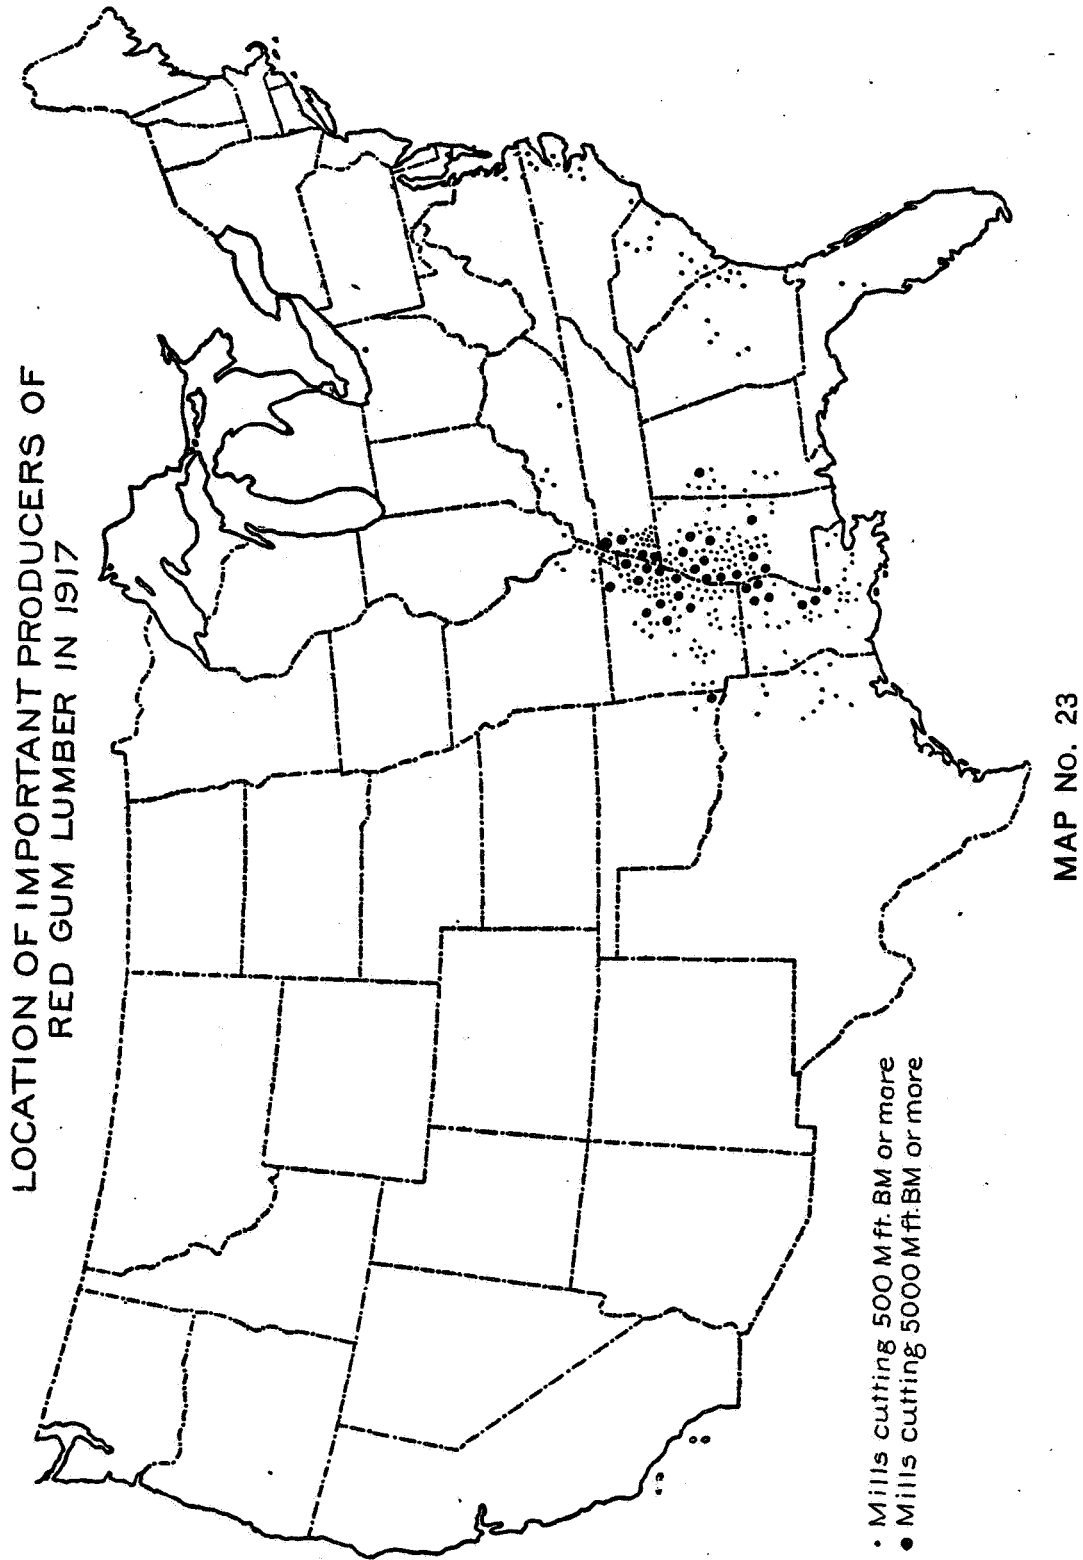 LOCATION OF IMPORTANT PRODUCERS OF
RED GUM LUMBER IN 1917
• Mills cutting 500 M ft. BM or more
● Mills cutting 5000 M ft. BM or more
MAP No. 23